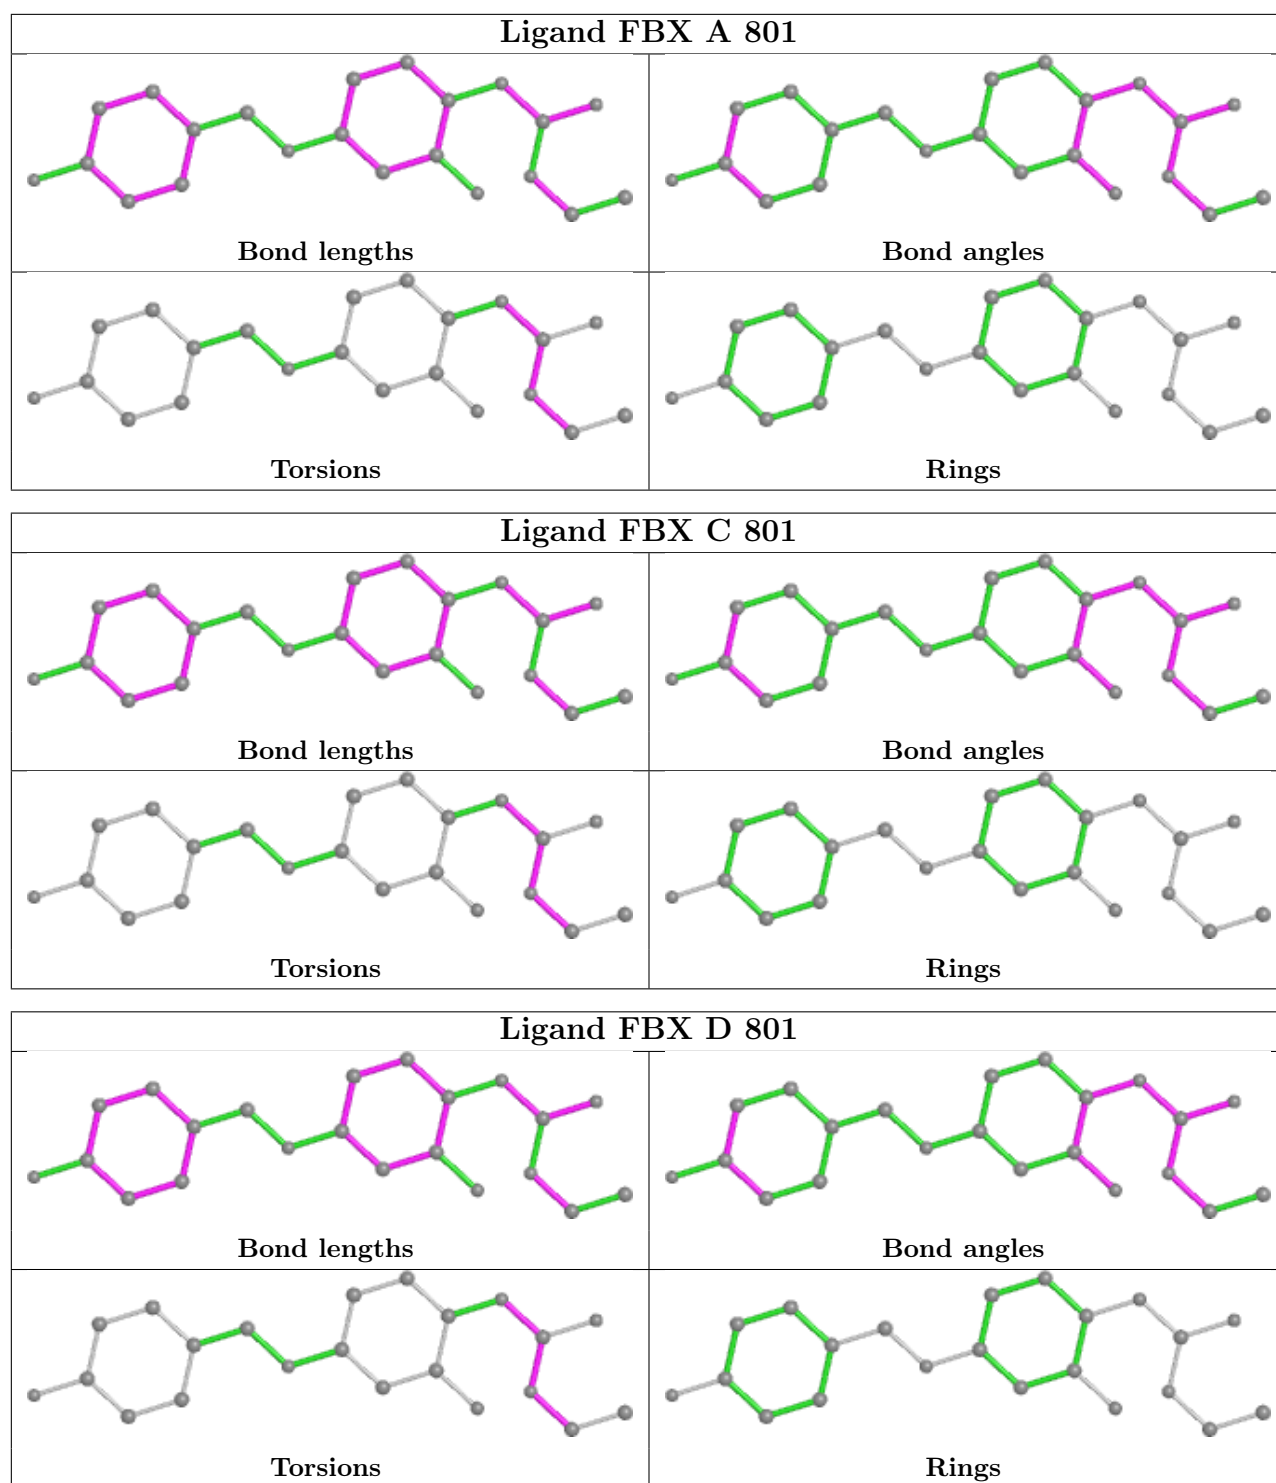 Ligand FBX A 801
Bond lengths
Bond angles
Torsions
Rings
Ligand FBX C 801
Bond lengths
Bond angles
Torsions
Rings
Ligand FBX D 801
Bond lengths
Bond angles
Torsions
Rings